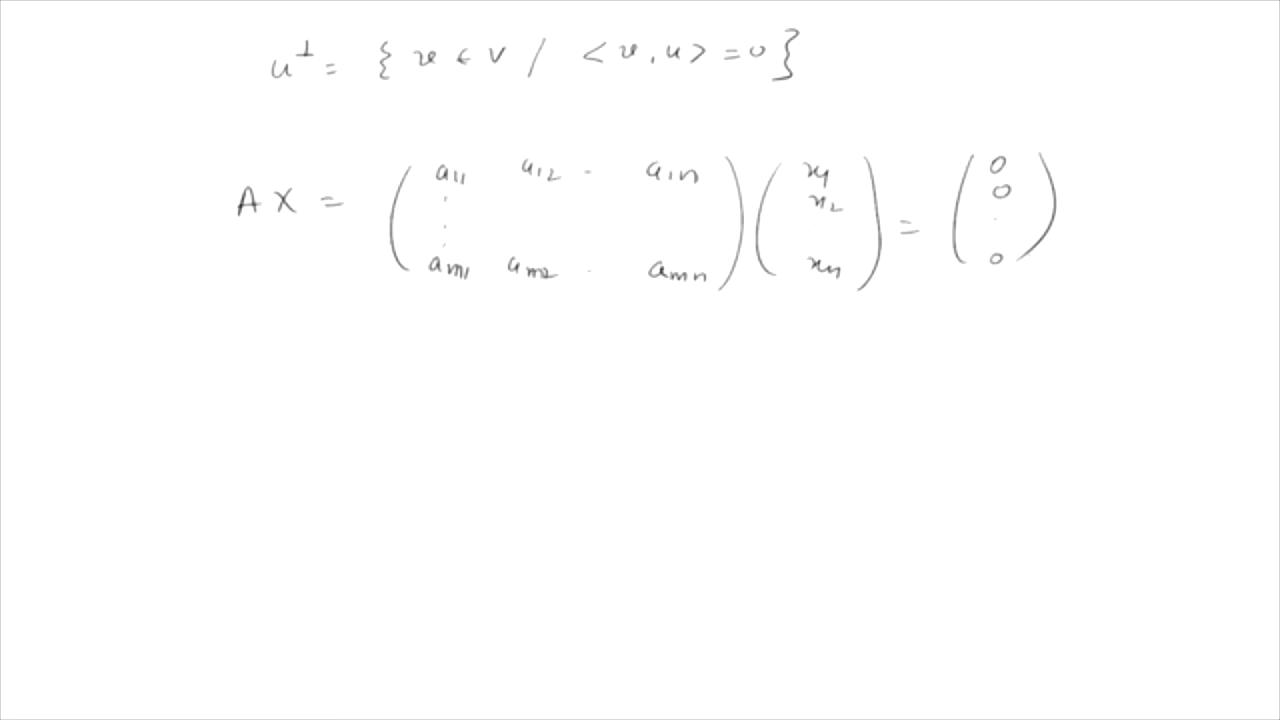 u⊥ = { v ∈ V / < v, u > = 0 }
A X = ( a11 a12 . a1n ) ( x1 ) = ( 0 )
. x2 0
. .
. am1 am2 . amn xn 0